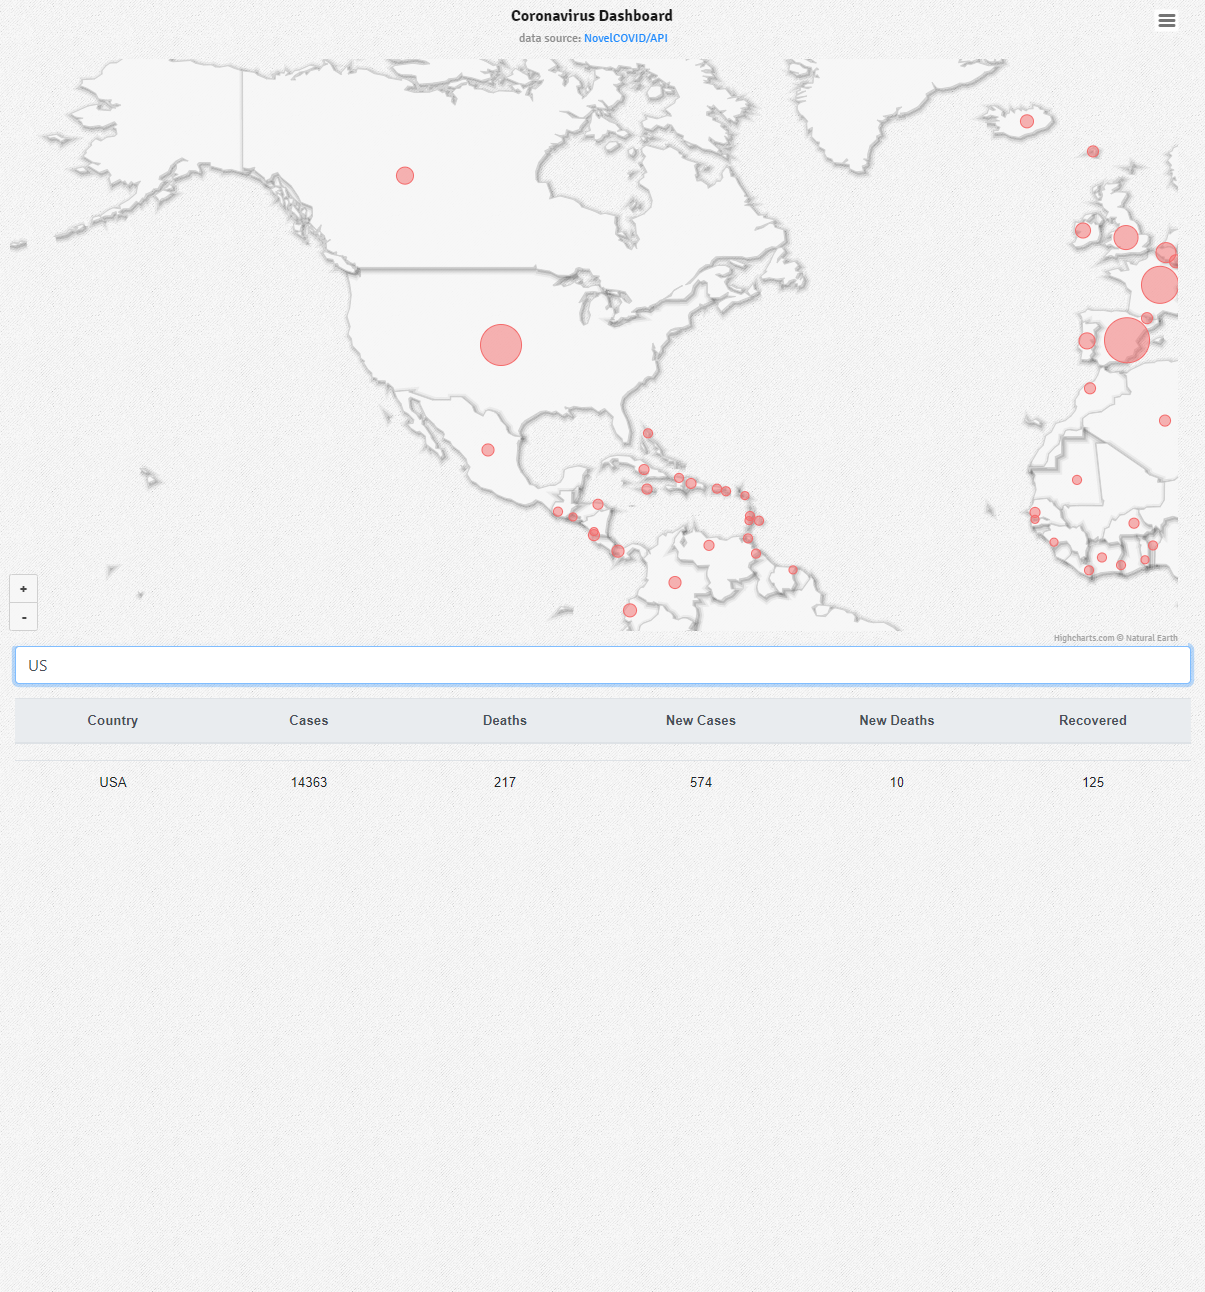 Coronavirus Dashboard
data source: NovelCOVID/API
+
-
Highcharts.com © Natural Earth
US
Country Cases Deaths New Cases New Deaths Recovered
USA 14363 217 574 10 125